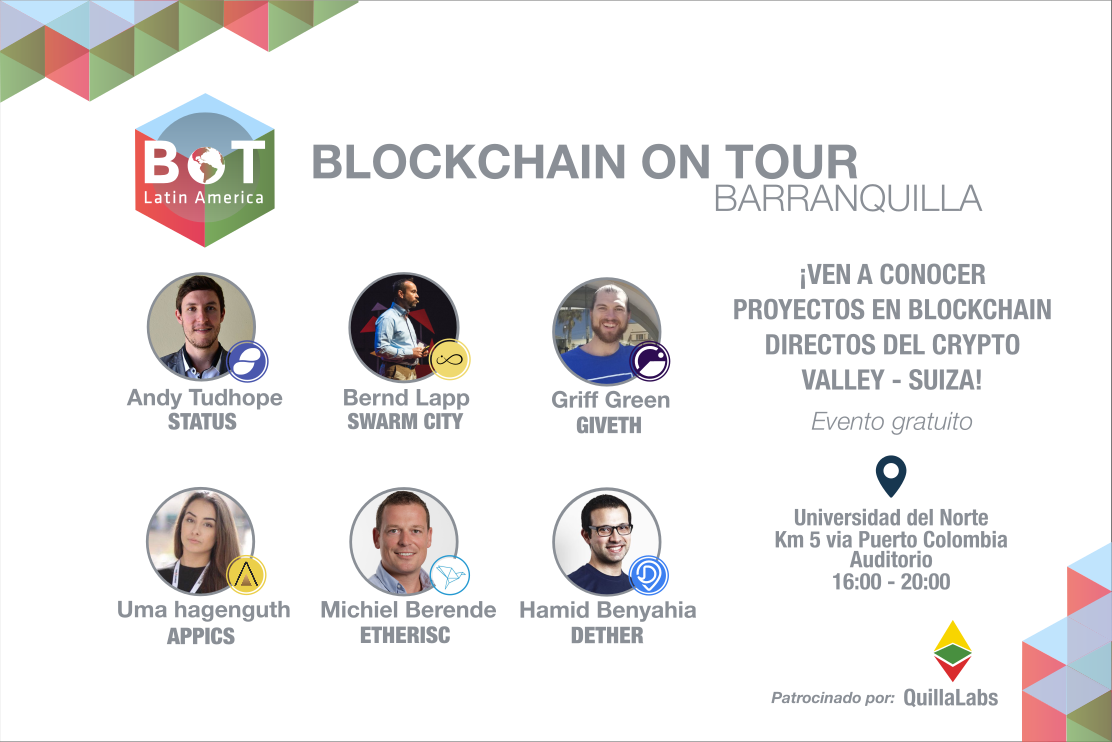 BOT
Latin America
BLOCKCHAIN ON TOUR
BARRANQUILLA
Andy Tudhope
STATUS
Bernd Lapp
SWARM CITY
Griff Green
GIVETH
Uma hagenguth
APPICS
Michiel Berende
ETHERISC
Hamid Benyahia
DETHER
¡VEN A CONOCER
PROYECTOS EN BLOCKCHAIN
DIRECTOS DEL CRYPTO
VALLEY - SUIZA!
Evento gratuito
Universidad del Norte
Km 5 via Puerto Colombia
Auditorio
16:00 - 20:00
Patrocinado por: QuillaLabs